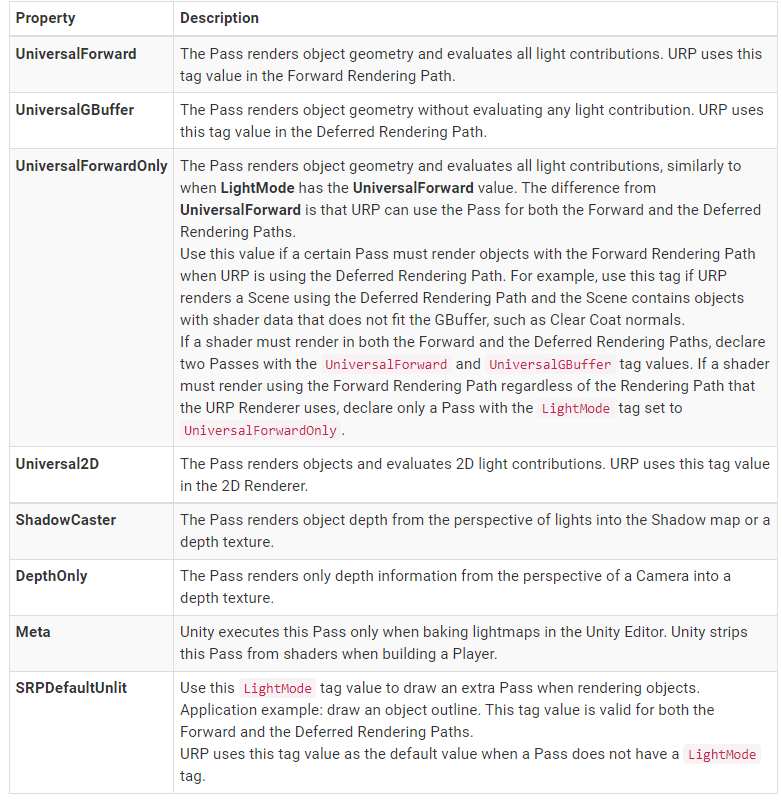 Property Description
UniversalForward The Pass renders object geometry and evaluates all light contributions. URP uses this
tag value in the Forward Rendering Path.
UniversalGBuffer The Pass renders object geometry without evaluating any light contribution. URP uses
this tag value in the Deferred Rendering Path.
UniversalForwardOnly The Pass renders object geometry and evaluates all light contributions, similarly to
when LightMode has the UniversalForward value. The difference from
UniversalForward is that URP can use the Pass for both the Forward and the Deferred
Rendering Paths.
Use this value if a certain Pass must render objects with the Forward Rendering Path
when URP is using the Deferred Rendering Path. For example, use this tag if URP
renders a Scene using the Deferred Rendering Path and the Scene contains objects
with shader data that does not fit the GBuffer, such as Clear Coat normals.
If a shader must render in both the Forward and the Deferred Rendering Paths, declare
two Passes with the UniversalForward and UniversalGBuffer tag values. If a shader
must render using the Forward Rendering Path regardless of the Rendering Path that
the URP Renderer uses, declare only a Pass with the LightMode tag set to
UniversalForwardOnly .
Universal2D The Pass renders objects and evaluates 2D light contributions. URP uses this tag value
in the 2D Renderer.
ShadowCaster The Pass renders object depth from the perspective of lights into the Shadow map or a
depth texture.
DepthOnly The Pass renders only depth information from the perspective of a Camera into a
depth texture.
Meta Unity executes this Pass only when baking lightmaps in the Unity Editor. Unity strips
this Pass from shaders when building a Player.
SRPDefaultUnlit Use this LightMode tag value to draw an extra Pass when rendering objects.
Application example: draw an object outline. This tag value is valid for both the
Forward and the Deferred Rendering Paths.
URP uses this tag value as the default value when a Pass does not have a LightMode
tag.